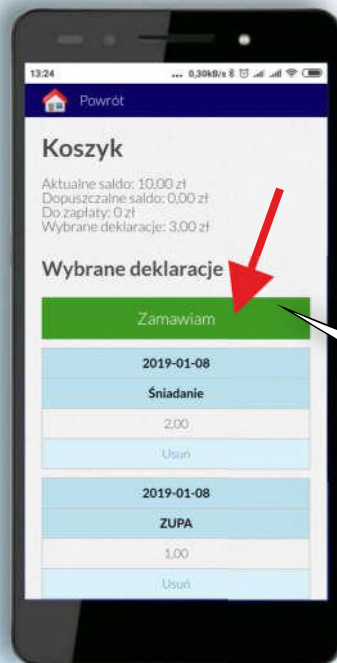 13:24 ... 0,30kB/s
Powrót
Koszyk
Aktualne saldo: 10,00 zł
Dopuszczalne saldo: 0,00 zł
Do zapłaty: 0 zł
Wybrane deklaracje: 3,00 zł
Wybrane deklaracje
Zamawiam
2019-01-08
Śniadanie
2,00
Usuń
2019-01-08
ZUPA
1,00
Usuń